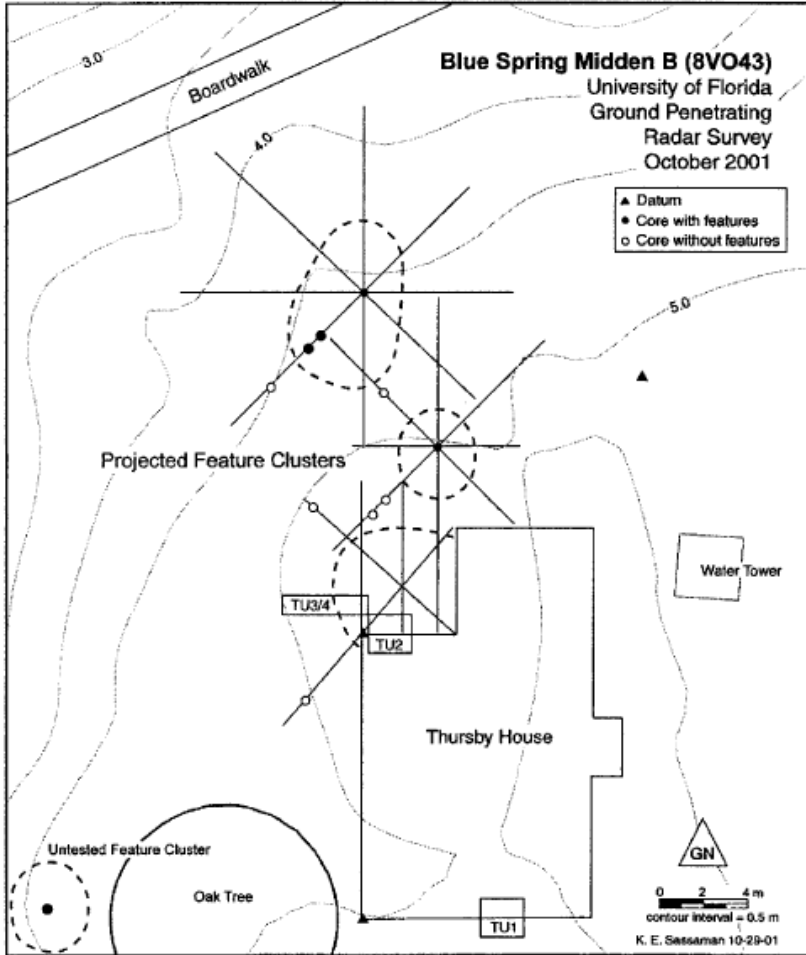 Blue Spring Midden B (8VO43)
University of Florida
Ground Penetrating
Radar Survey
October 2001
3.0
Boardwalk
4.0
Datum
Core with features
Core without features
5.0
Projected Feature Clusters
Water Tower
TU3/4
TU2
Thursby House
Untested Feature Cluster
Oak Tree
GN
TU1
0 2 4 m
contour interval = 0.5 m
K. E. Sassaman 10-29-01